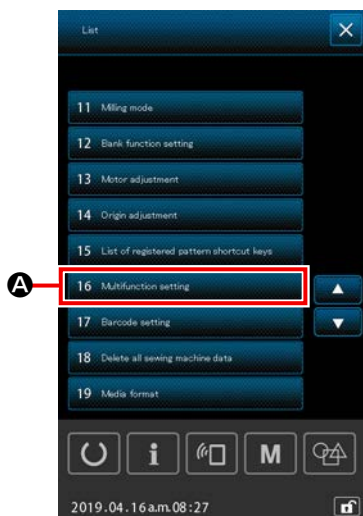 List
11 Milling mode
12 Bank function setting
13 Motor adjustment
14 Origin adjustment
15 List of registered pattern shortcut keys
A
16 Multifunction setting
17 Barcode setting
18 Delete all sewing machine data
19 Media format
M
2019.04.16a.m.08:27